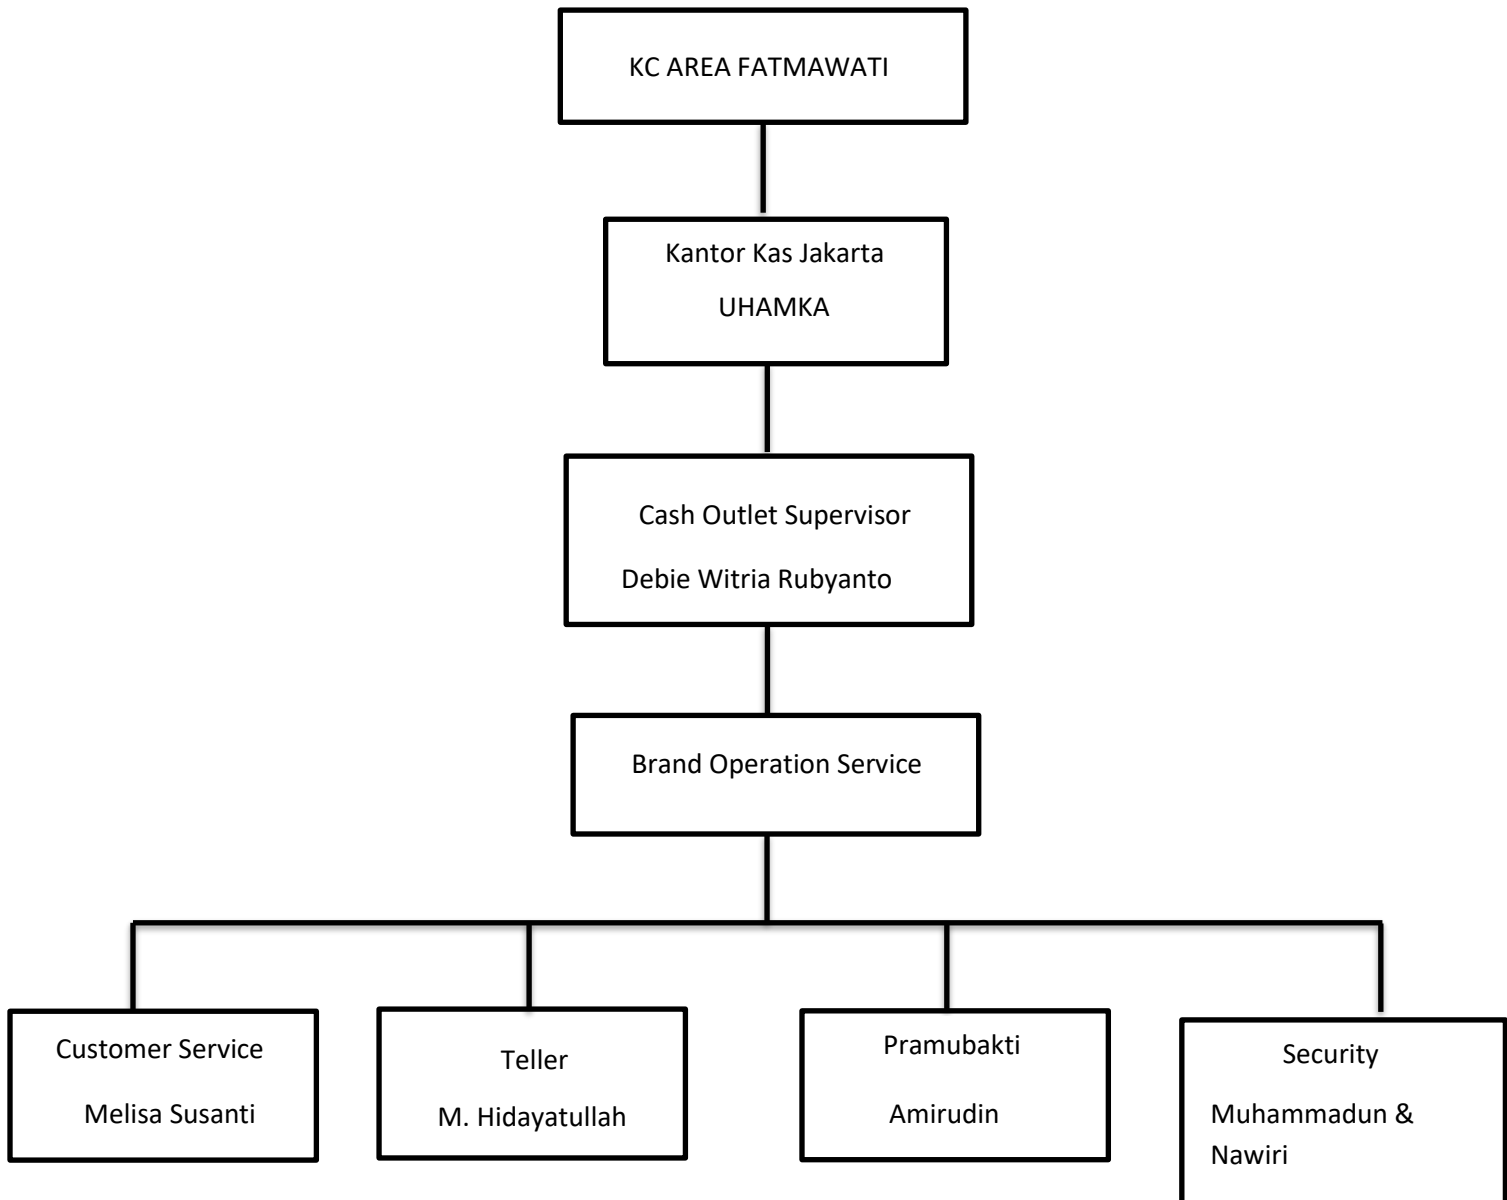 KC AREA FATMAWATI
Kantor Kas Jakarta
UHAMKA
Cash Outlet Supervisor
Debie Witria Rubyanto
Brand Operation Service
Customer Service
Melisa Susanti
Teller
M. Hidayatullah
Pramubakti
Amirudin
Security
Muhammadun &
Nawiri